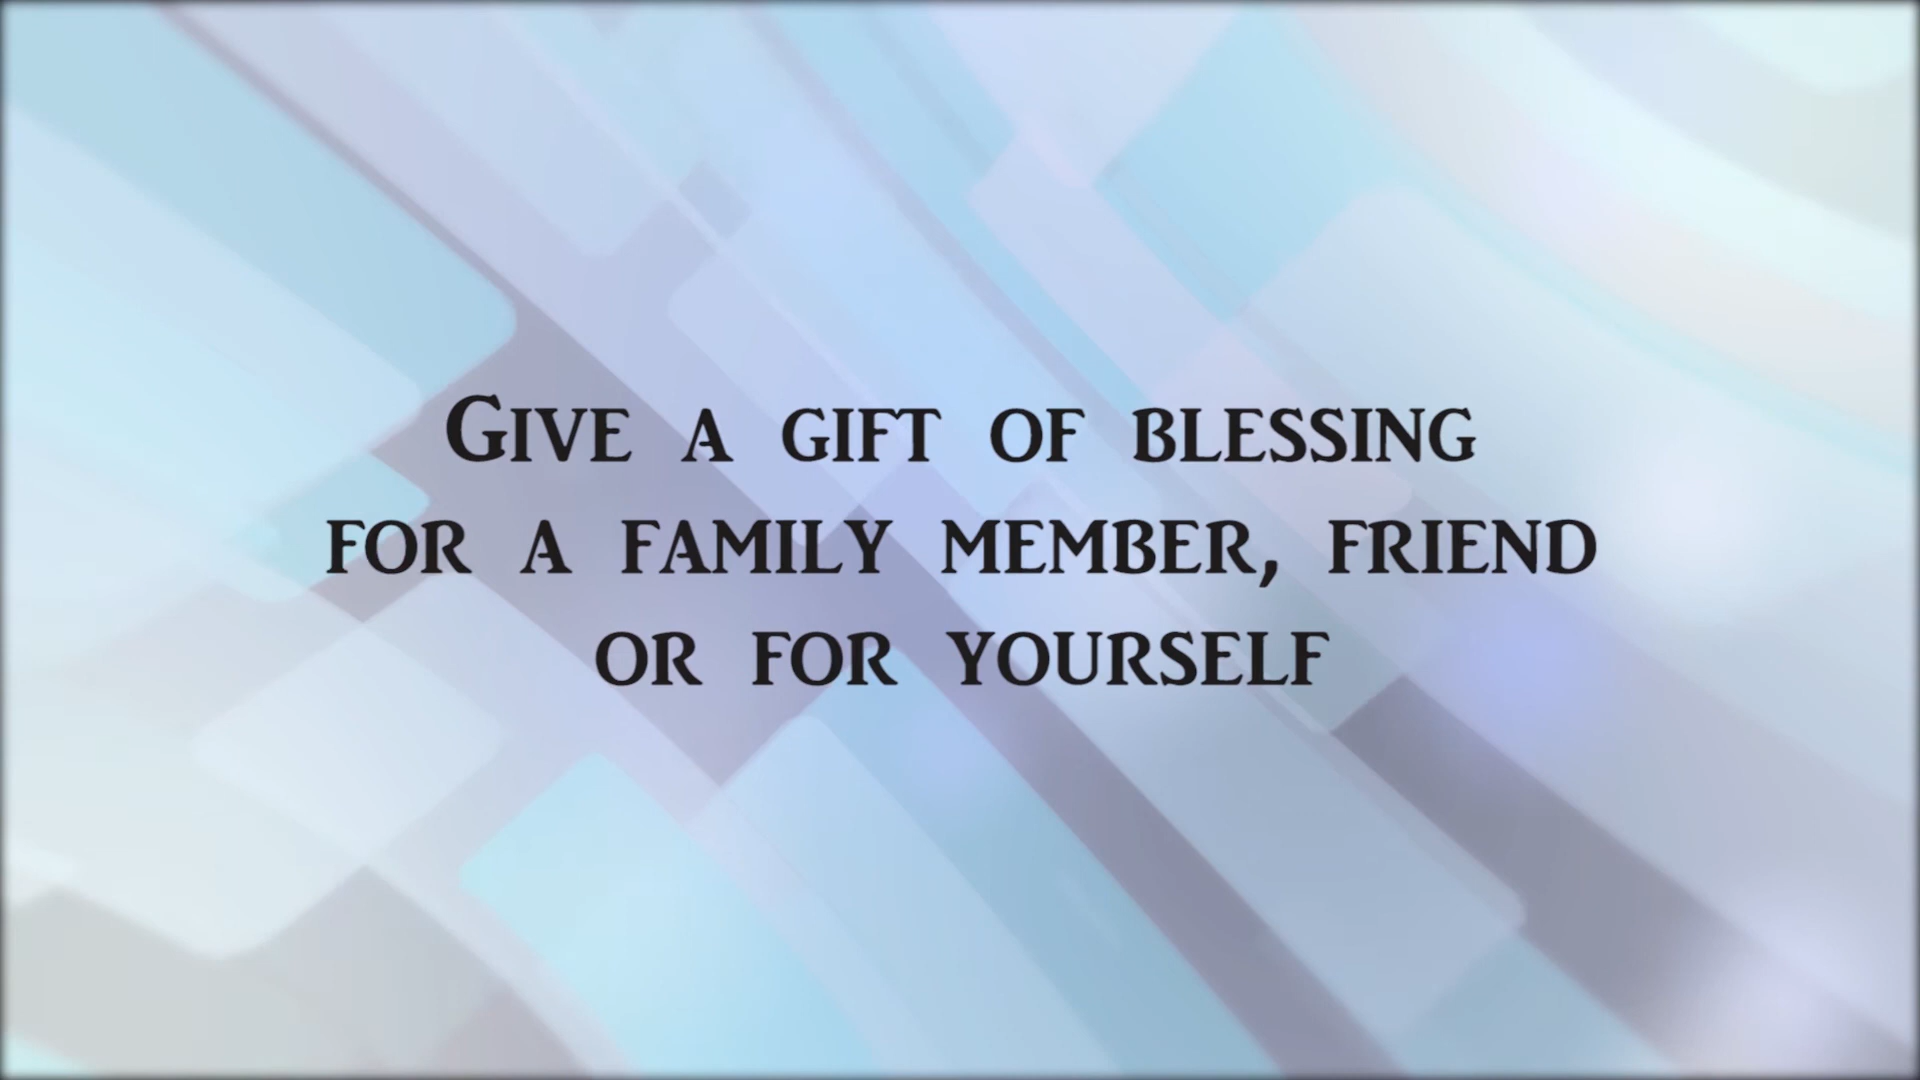 Give a gift of blessing
for a family member, friend
or for yourself